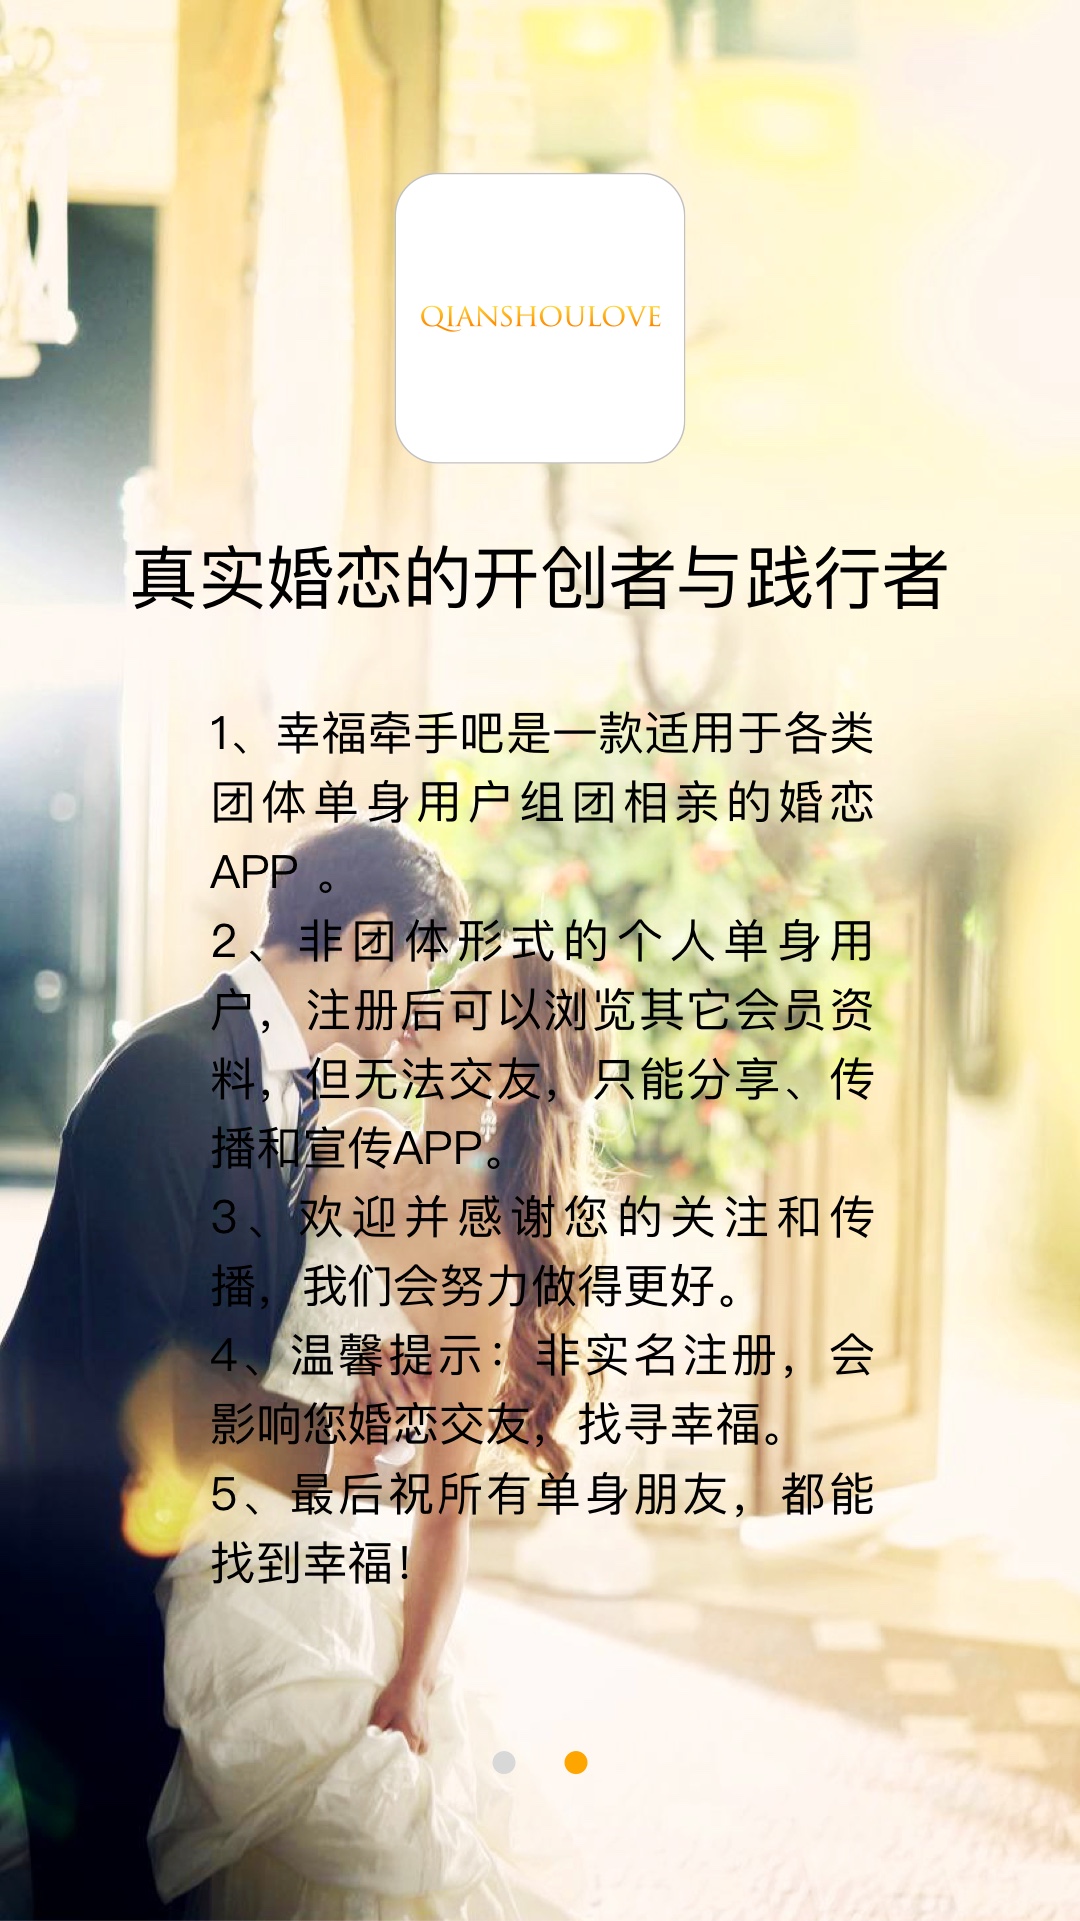 QIANSHOULOVE
真实婚恋的开创者与践行者
1、幸福牵手吧是一款适用于各类
团体单身用户组团相亲的婚恋
APP 。
2、非团体形式的个人单身用
户，注册后可以浏览其它会员资
料，但无法交友，只能分享、传
播和宣传APP。
3、欢迎并感谢您的关注和传
播，我们会努力做得更好。
4、温馨提示：非实名注册，会
影响您婚恋交友，找寻幸福。
5、最后祝所有单身朋友，都能
找到幸福！